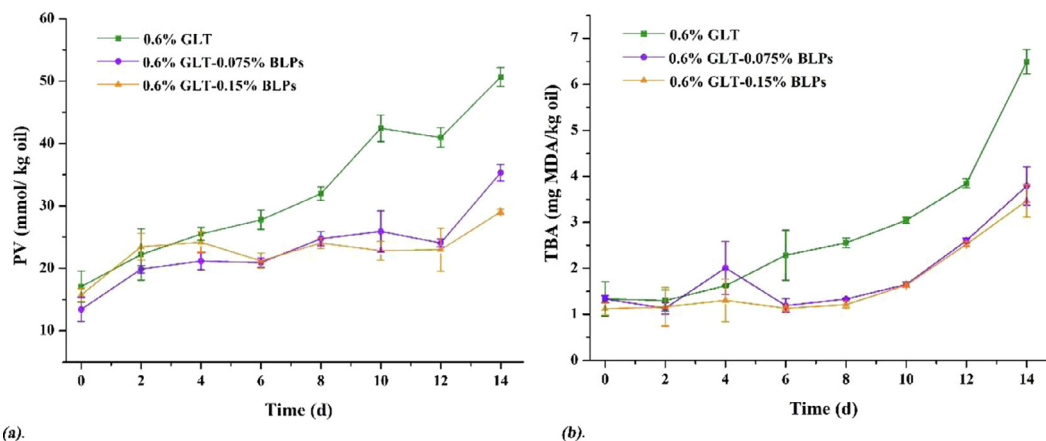 60
50
40
30
20
10
PV (mmol/ kg oil)
0.6% GLT
0.6% GLT-0.075% BLPs
0.6% GLT-0.15% BLPs
0 2 4 6 8 10 12 14
Time (d)
(a).
7
6
5
4
3
2
1
0
TBA (mg MDA/kg oil)
0.6% GLT
0.6% GLT-0.075% BLPs
0.6% GLT-0.15% BLPs
0 2 4 6 8 10 12 14
Time (d)
(b).